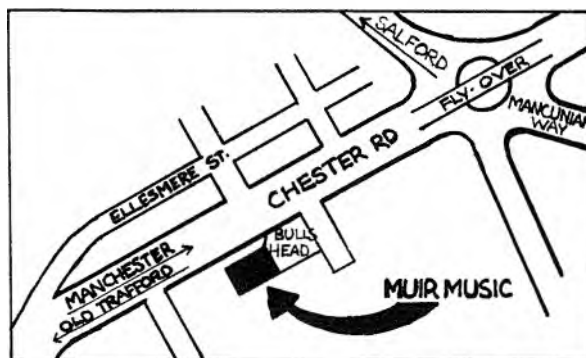 SALFORD
FLY-OVER
MANCUNIAN
WAY
ELLESMERE ST.
CHESTER RD
BULLS
HEAD
MANCHESTER
OLD TRAFFORD
MUIR MUSIC